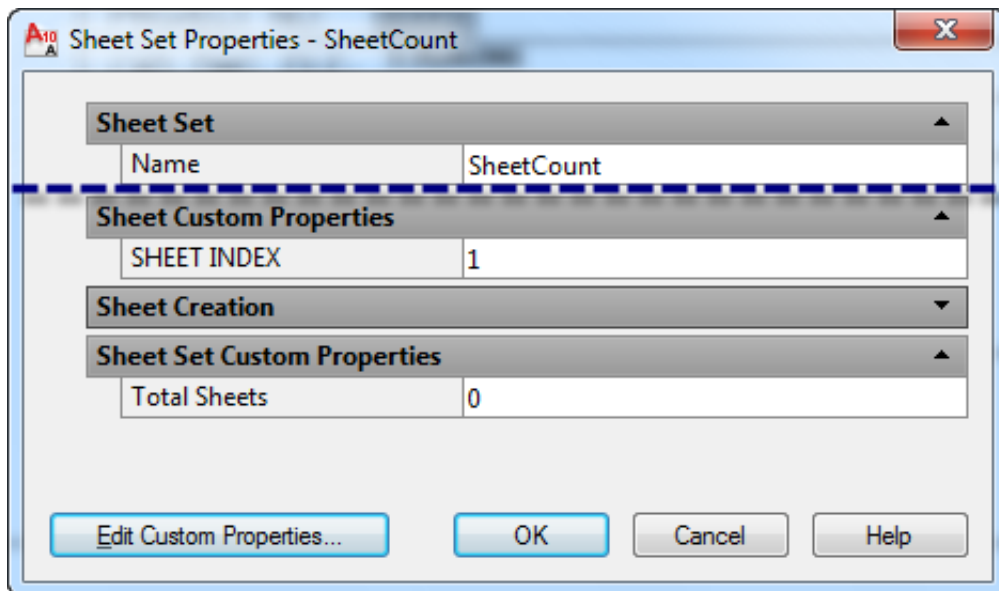 A10 A Sheet Set Properties - SheetCount X
Sheet Set
Name SheetCount
Sheet Custom Properties
SHEET INDEX 1
Sheet Creation
Sheet Set Custom Properties
Total Sheets 0
Edit Custom Properties... OK Cancel Help